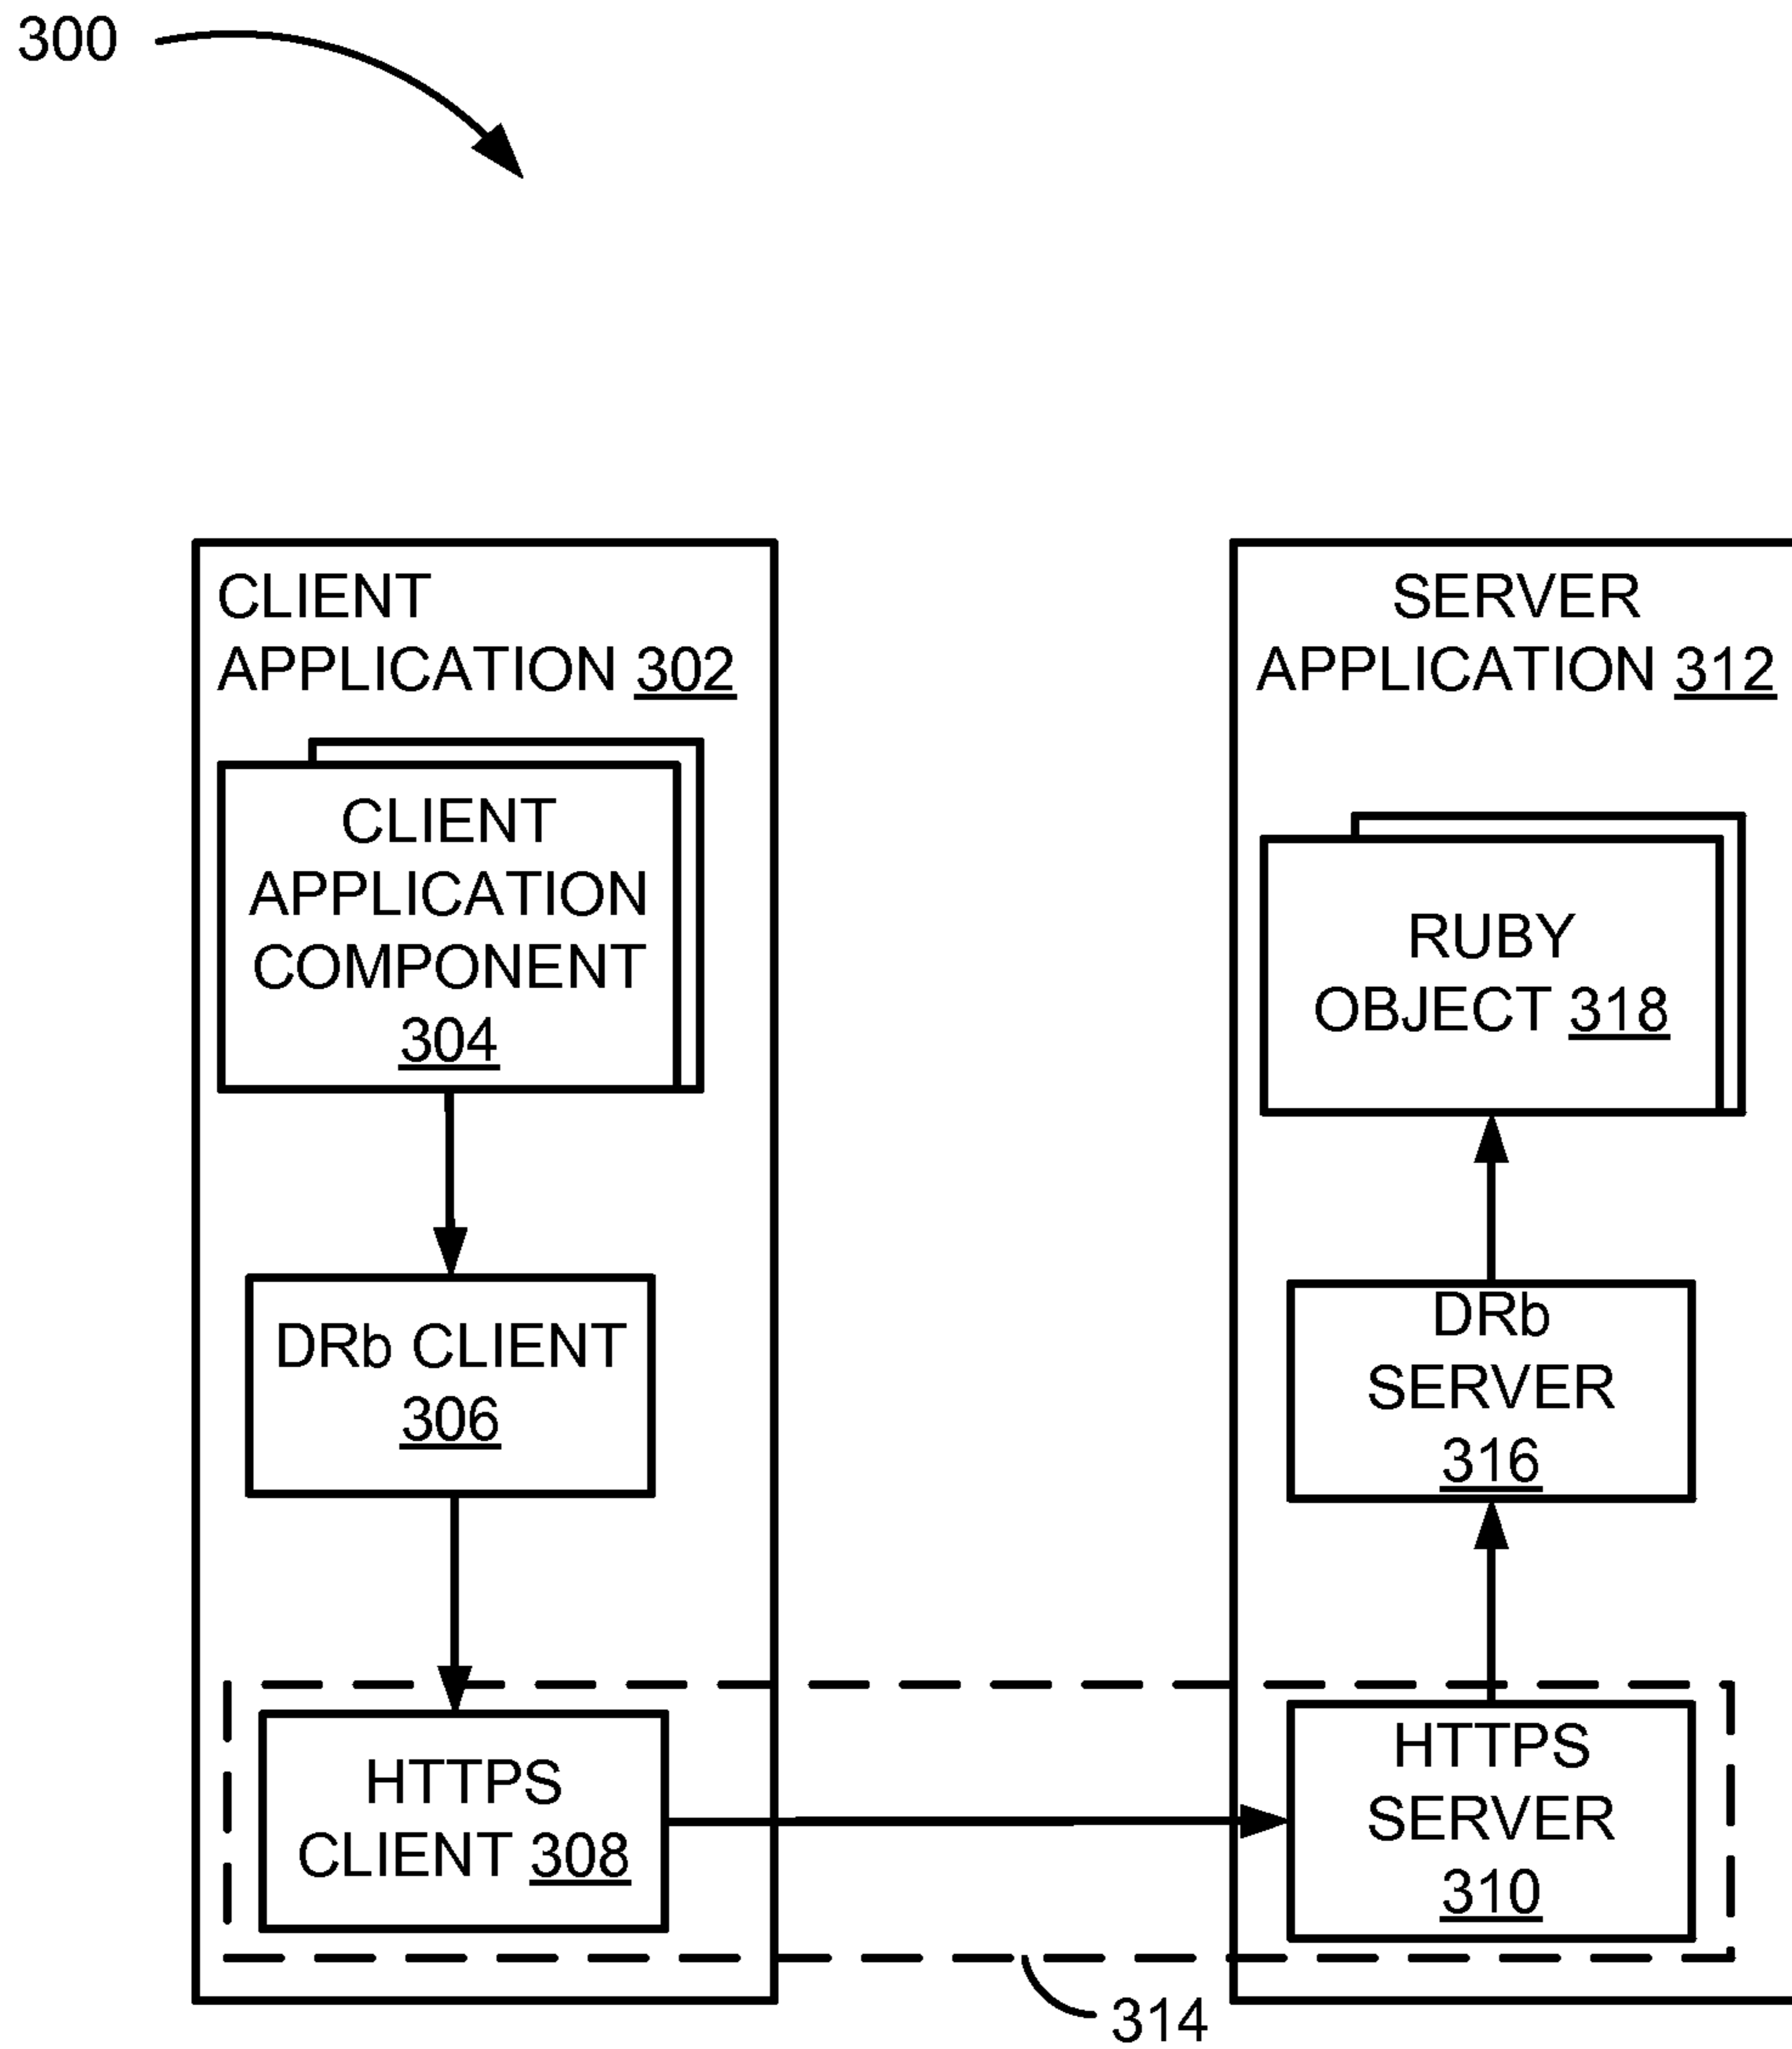 300
CLIENT
APPLICATION 302
CLIENT
APPLICATION
COMPONENT
304
DRb CLIENT
306
HTTPS
CLIENT 308
SERVER
APPLICATION 312
RUBY
OBJECT 318
DRb
SERVER
316
HTTPS
SERVER
310
314